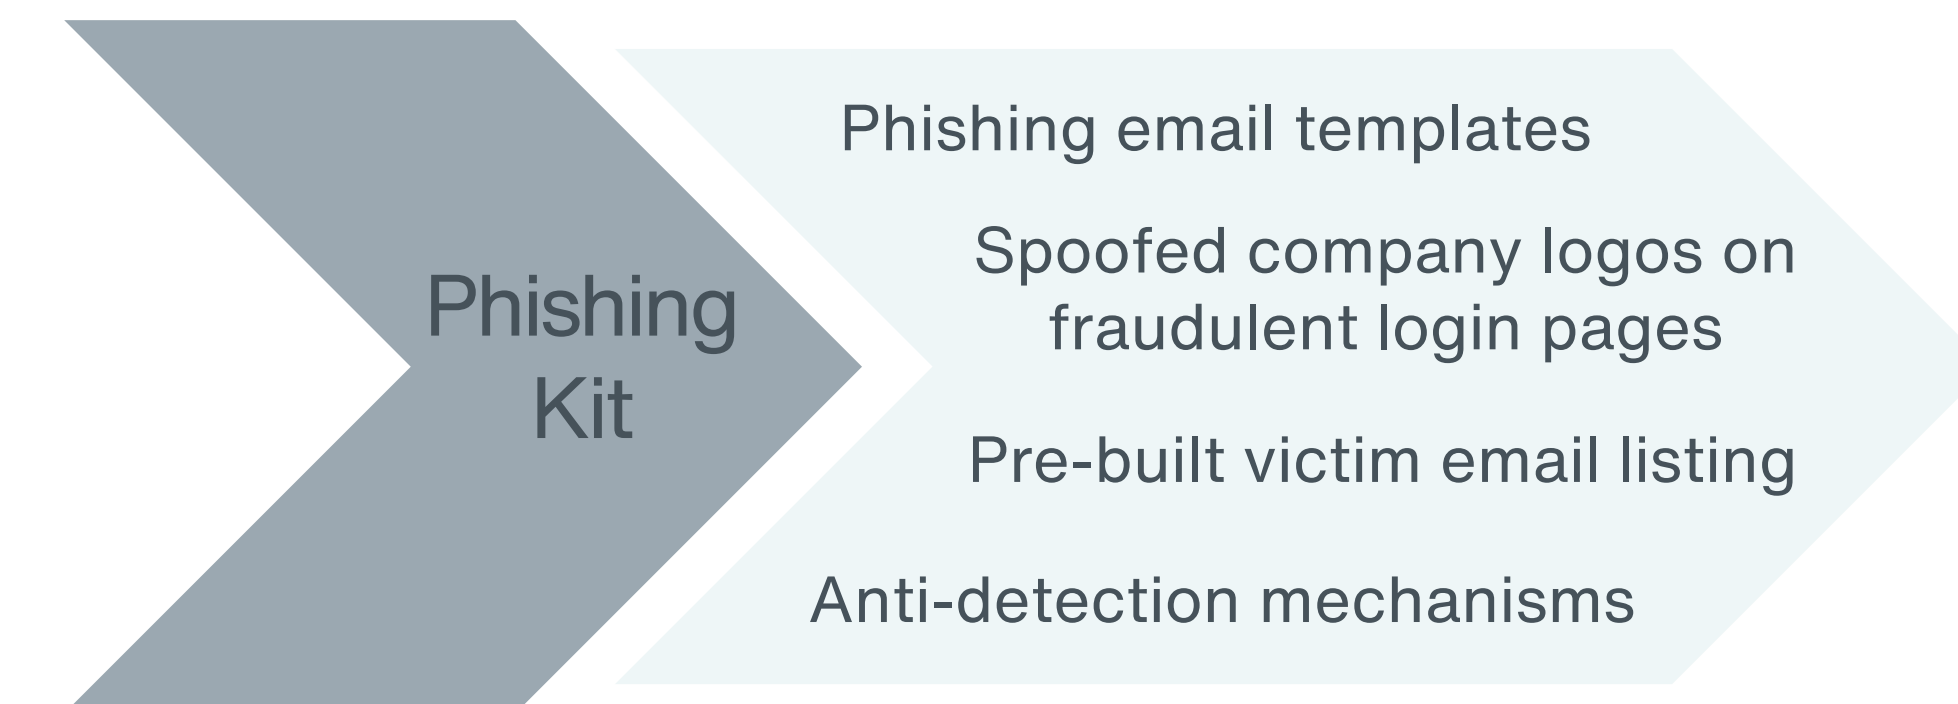 Phishing
Kit
Phishing email templates
Spoofed company logos on
fraudulent login pages
Pre-built victim email listing
Anti-detection mechanisms